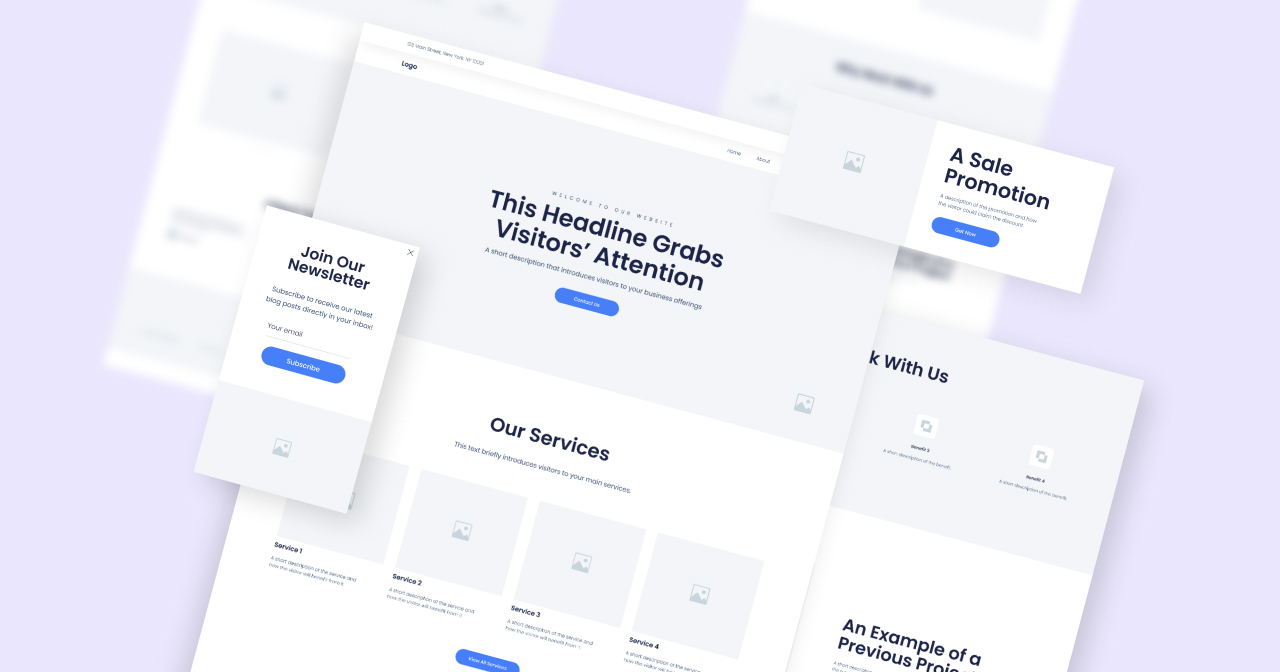 123 Main Street, New York, NY 10001
Logo
Home
About
WELCOME TO OUR WEBSITE
This Headline Grabs
Visitors' Attention
A short description that introduces visitors to your business offerings
Contact Us
A Sale
Promotion
A description of the promotion and how
the visitor could claim the discount
Get Now
Join Our
Newsletter
Subscribe to receive our latest
blog posts directly in your inbox!
Your email
Subscribe
k With Us
Benefit 3
A short description of the benefit.
Benefit 4
A short description of the benefit.
Our Services
This text briefly introduces visitors to your main services.
Service 1
A short description of the service and
how the visitor will benefit from it.
Service 2
A short description of the service and
how the visitor will benefit from it.
Service 3
A short description of the service and
how the visitor will benefit from it.
Service 4
A short description of the service and
how the visitor will
View All Services
An Example of a
Previous Project
A short